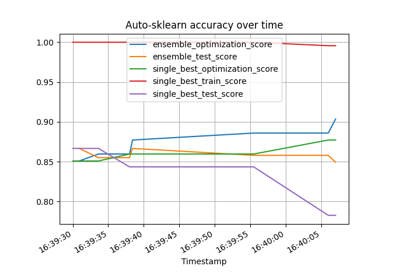 Auto-sklearn accuracy over time
ensemble_optimization_score
ensemble_test_score
single_best_optimization_score
single_best_train_score
single_best_test_score
1.00
0.95
0.90
0.85
0.80
16:39:30
16:39:35
16:39:40
16:39:45
16:39:50
16:39:55
16:40:00
16:40:05
Timestamp